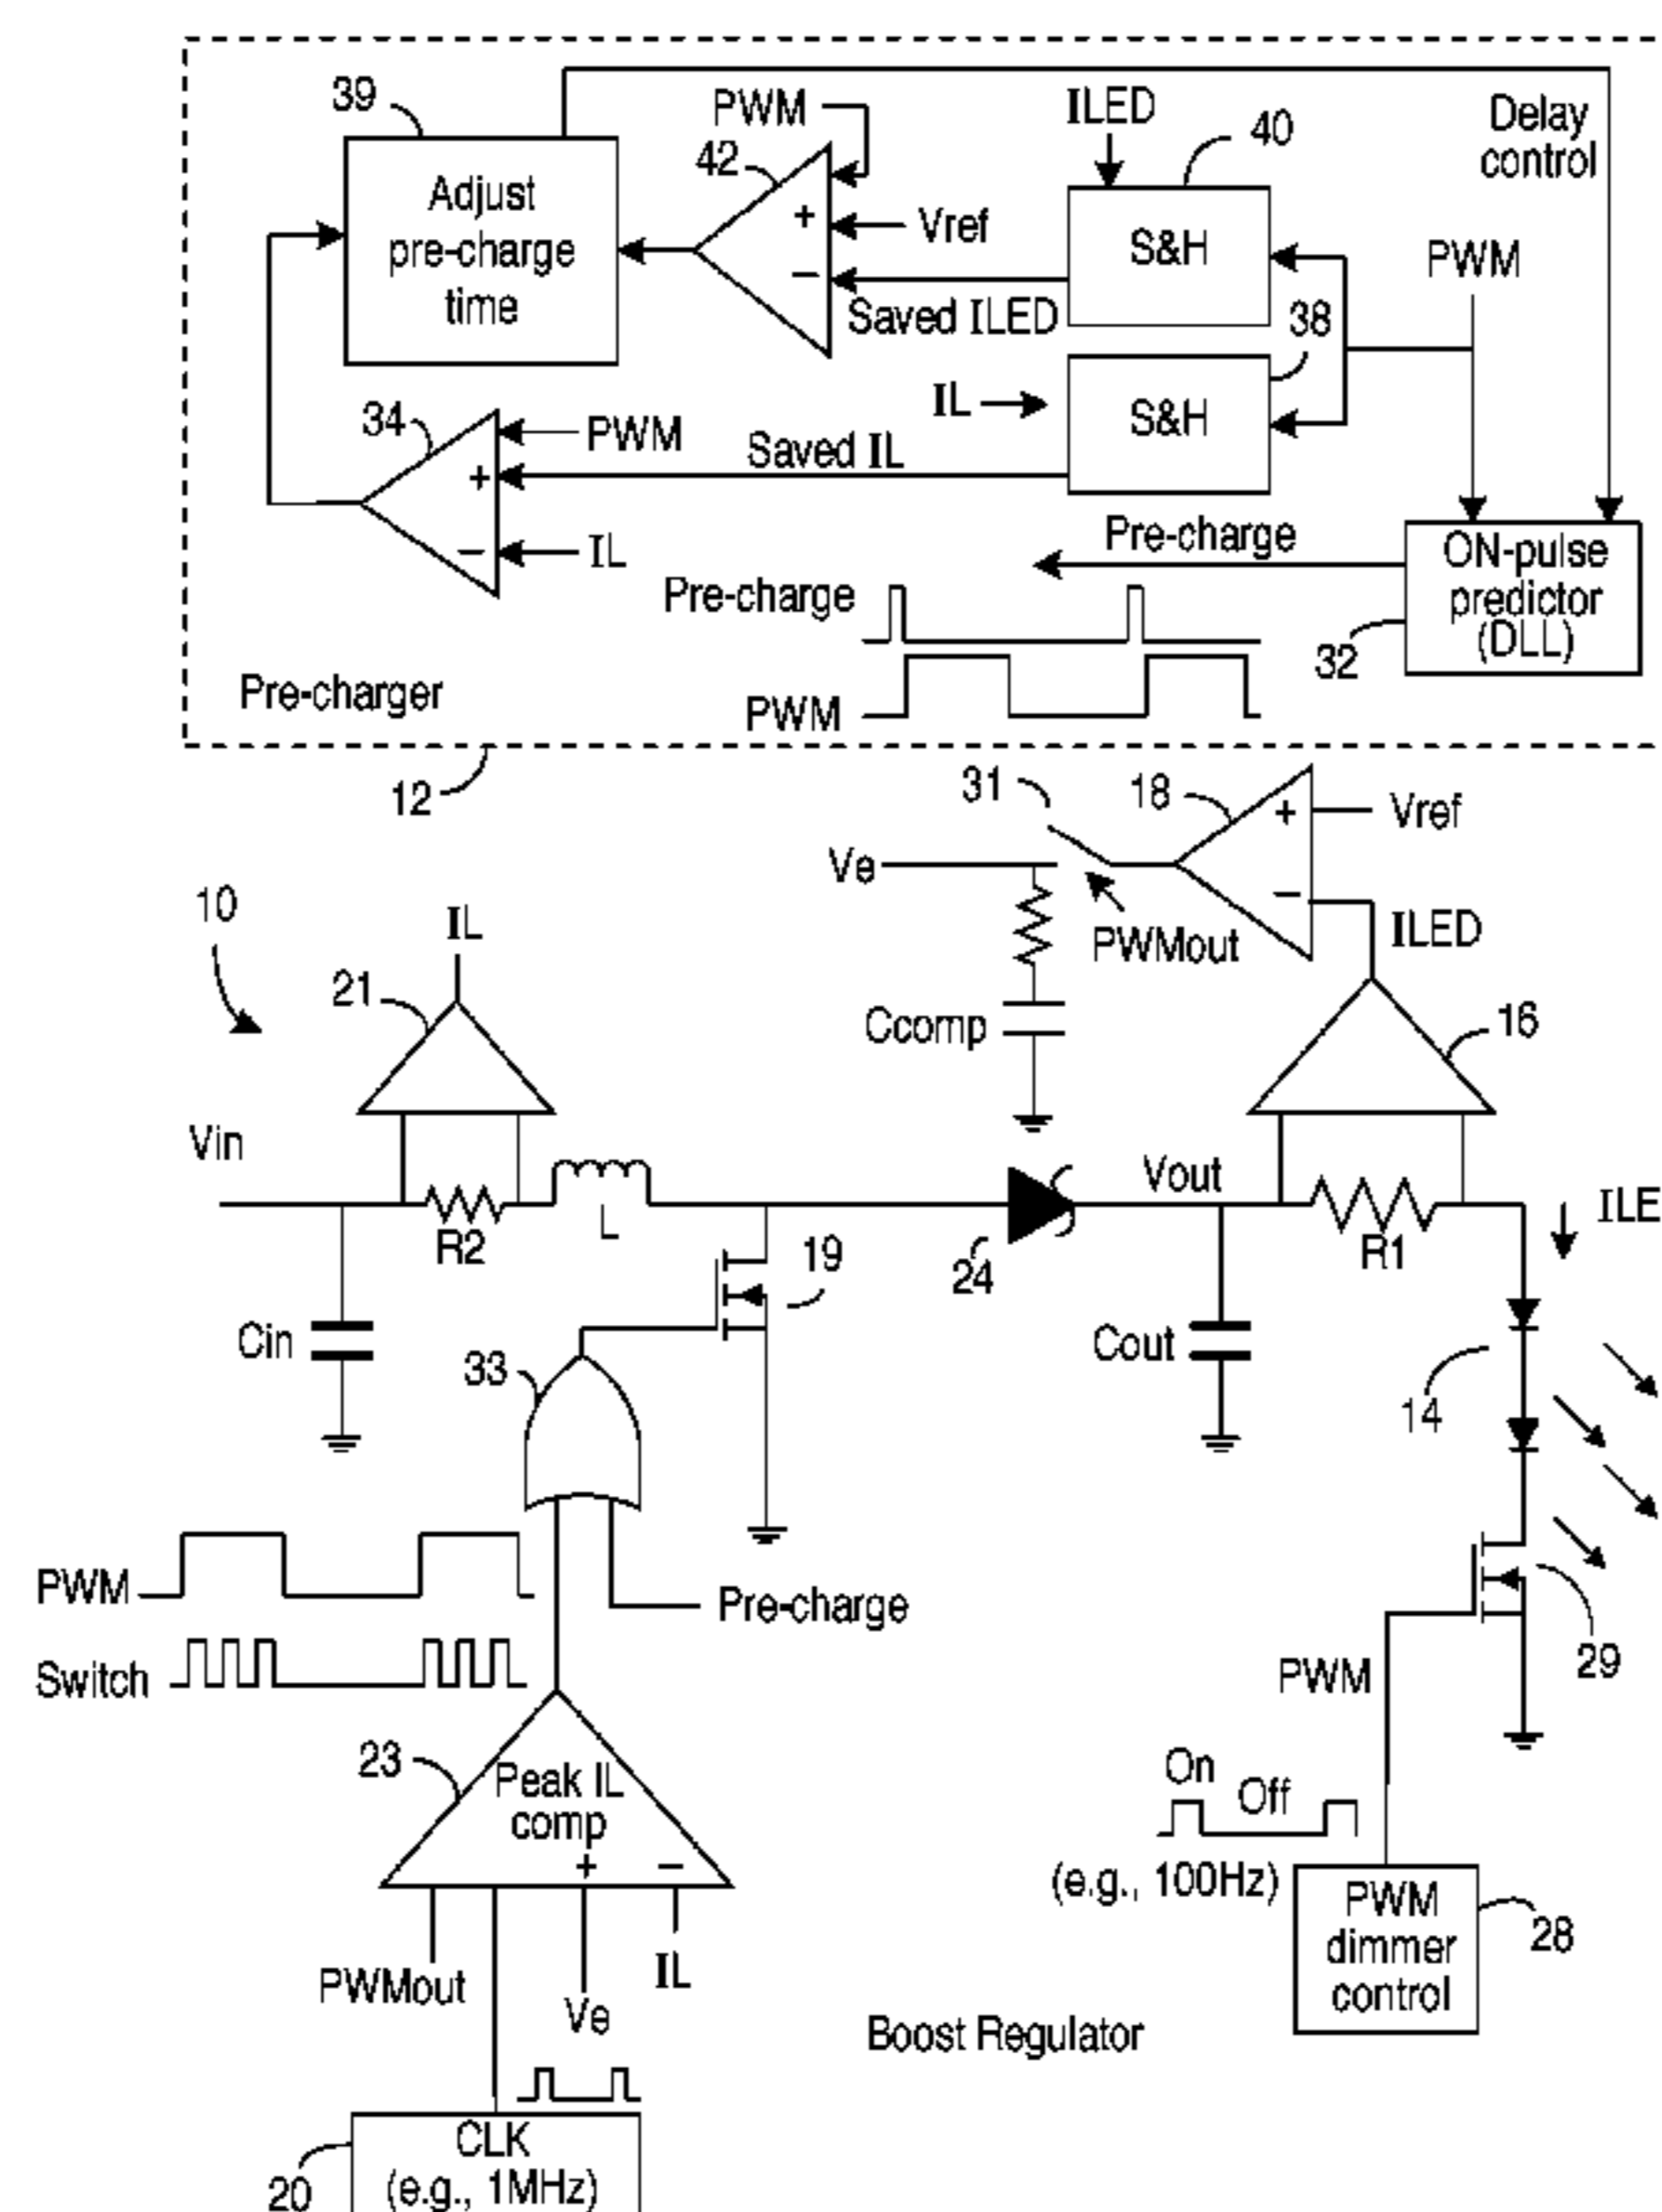 39
PWM
ILED
40
Delay
control
42
Adjust
pre-charge
time
+
Vref
S&H
PWM
−
Saved ILED
38
34
PWM
IL
S&H
+
Saved IL
−
IL
Pre-charge
ON-pulse
predictor
(DLL)
Pre-charge
32
Pre-charger
PWM
12
31
18
+
Vref
Ve
10
IL
−
PWMout
ILED
21
Ccomp
16
Vin
Vout
ILE
L
R2
R1
19
24
Cin
33
Cout
14
PWM
Pre-charge
29
Switch
PWM
23
Peak IL
comp
On
Off
+
−
(e.g., 100Hz)
PWM
dimmer
control
28
PWMout
IL
Ve
Boost Regulator
CLK
(e.g., 1MHz)
20